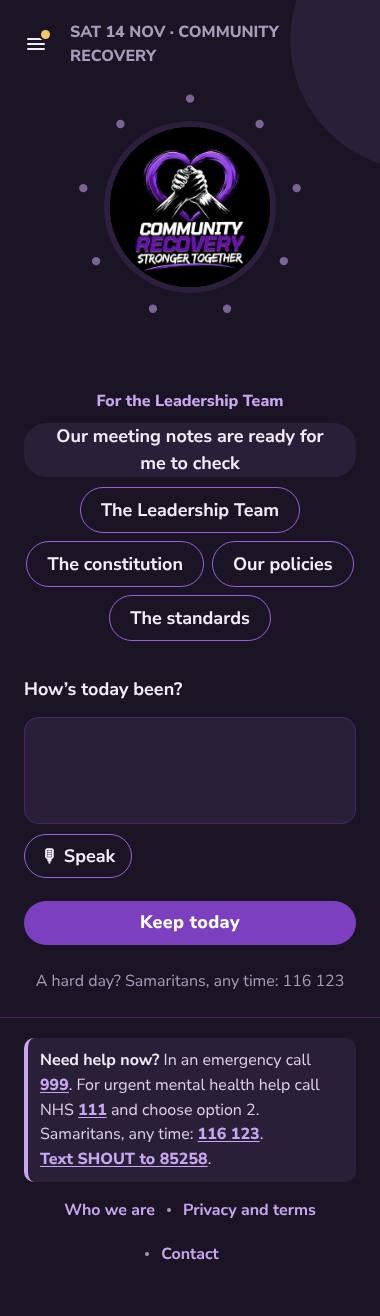 SAT 14 NOV · COMMUNITY
RECOVERY
COMMUNITY
RECOVERY
STRONGER TOGETHER
For the Leadership Team
Our meeting notes are ready for
me to check
The Leadership Team
The constitution
Our policies
The standards
How’s today been?
🎙 Speak
Keep today
A hard day? Samaritans, any time: 116 123
Need help now? In an emergency call
999. For urgent mental health help call
NHS 111 and choose option 2.
Samaritans, any time: 116 123.
Text SHOUT to 85258.
Who we are • Privacy and terms
• Contact